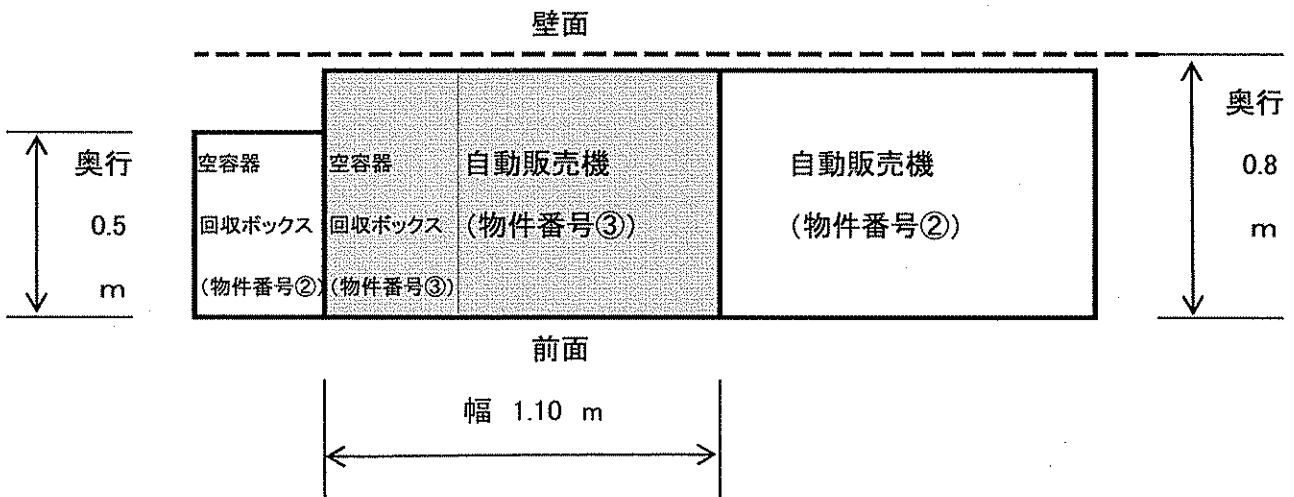 壁面
奥行
0.5
m
空容器
回収ボックス
(物件番号②)
空容器
回収ボックス
(物件番号③)
自動販売機
(物件番号③)
自動販売機
(物件番号②)
奥行
0.8
m
前面
幅 1.10 m